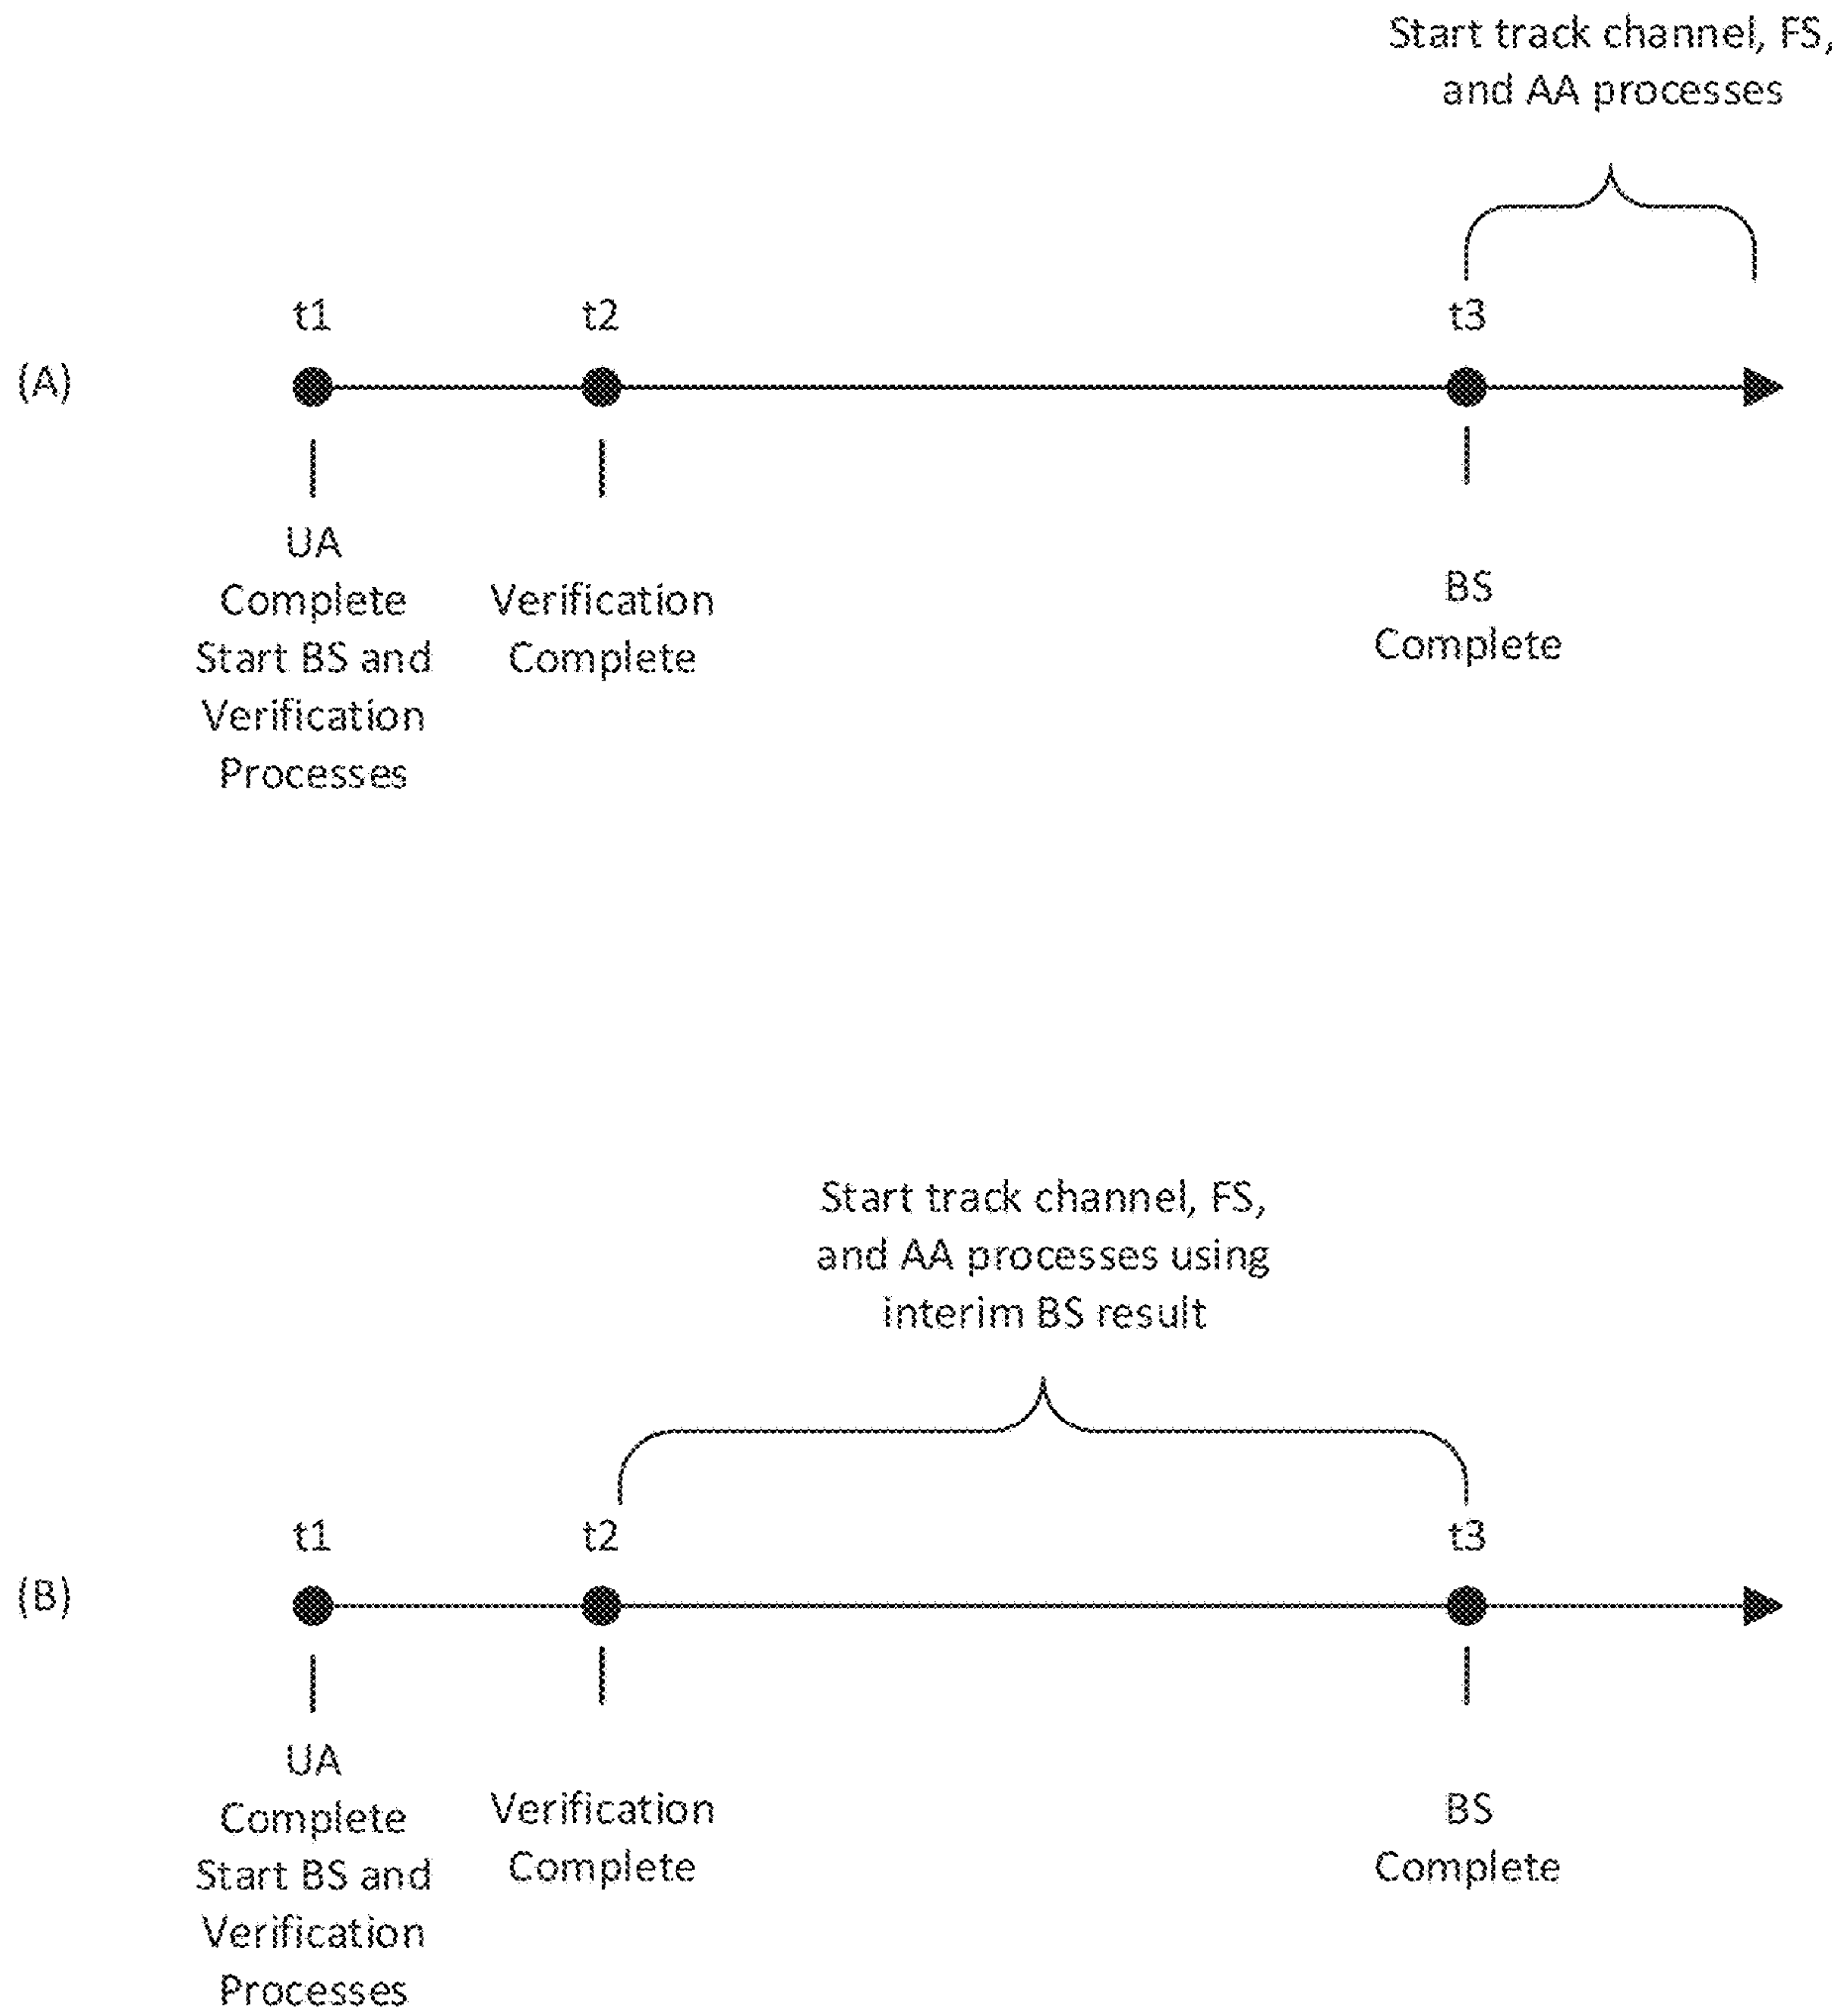 Start track channel, FS,
and AA processes
t1
t2
t3
(A)
UA
Complete
Start BS and
Verification
Processes
Verification
Complete
BS
Complete
Start track channel, FS,
and AA processes using
interim BS result
t1
t2
t3
(B)
UA
Complete
Start BS and
Verification
Processes
Verification
Complete
BS
Complete